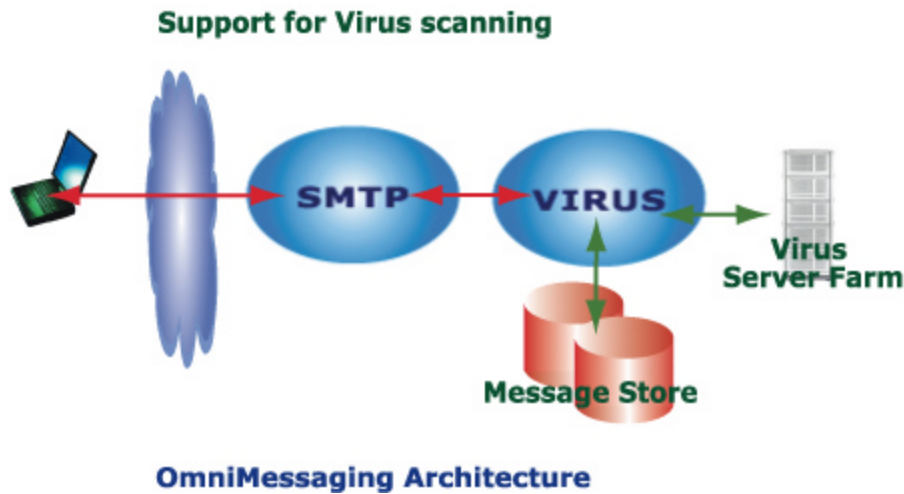 Support for Virus scanning
SMTP
VIRUS
Virus
Server Farm
Message Store
OmniMessaging Architecture